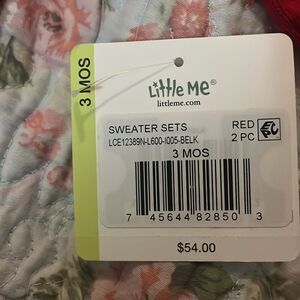 3 MOS
Little Me®
littleme.com
SWEATER SETS RED
LCE12389N-L600-I005-BELK 2 PC
3 MOS
7 45644 82850 3
$54.00